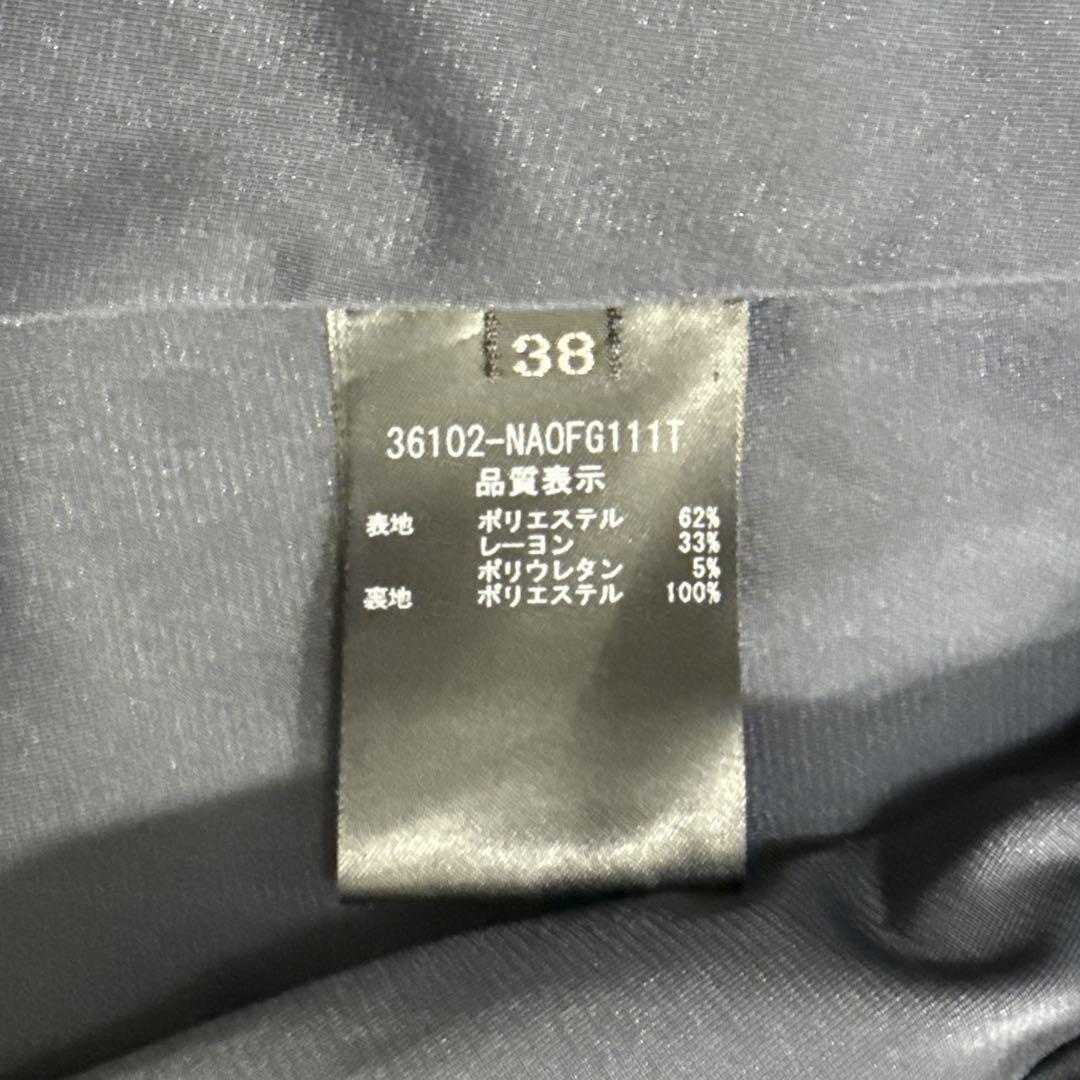 38
36102-NAOFG111T
品質表示
表地 ポリエステル 62%
レーヨン 33%
ポリウレタン 5%
裏地 ポリエステル 100%